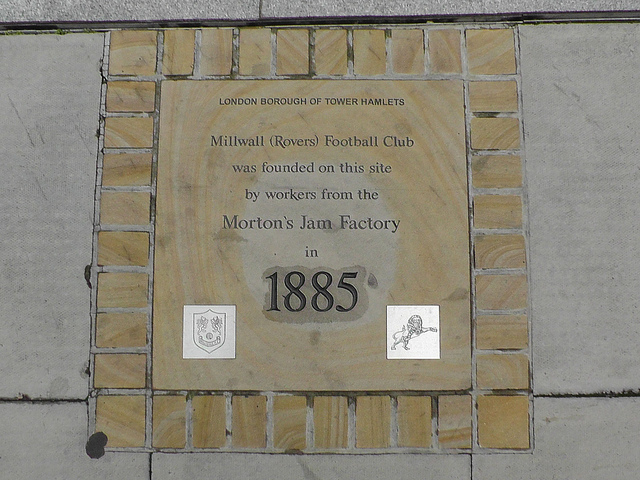 LONDON BOROUGH OF TOWER HAMLETS
Millwall (Rovers) Football Club
was founded on this site
by workers from the
Morton's Jam Factory
in
1885